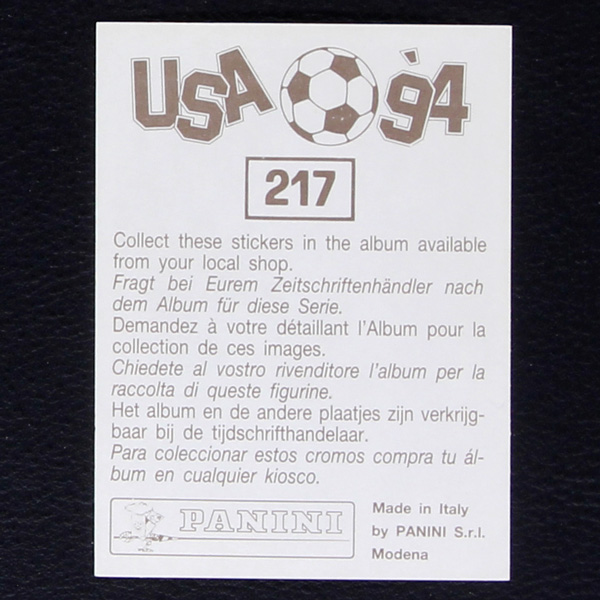 USA '94
217
Collect these stickers in the album available
from your local shop.
Fragt bei Eurem Zeitschriftenhändler nach
dem Album für diese Serie.
Demandez à votre détaillant l'Album pour la
collection de ces images.
Chiedete al vostro rivenditore l'album per la
raccolta di queste figurine.
Het album en de andere plaatjes zijn verkrijg-
baar bij de tijdschrifthandelaar.
Para coleccionar estos cromos compra tu ál-
bum en cualquier kiosco.
PANINI
Made in Italy
by PANINI S.r.l.
Modena